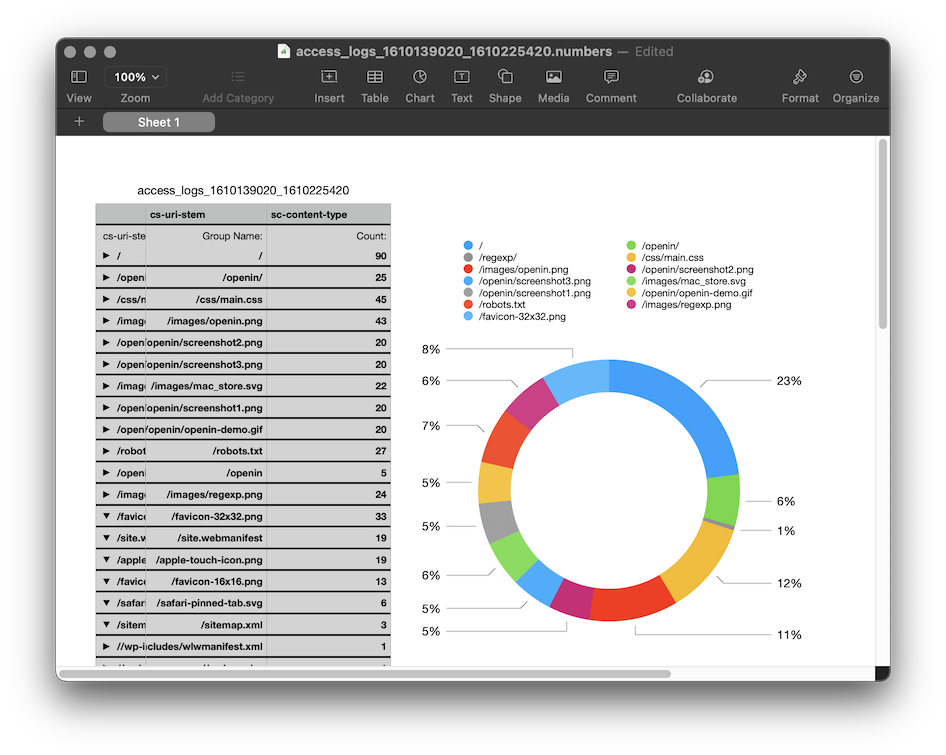 access_logs_1610139020_1610225420.numbers — Edited
100%
View Zoom Add Category Insert Table Chart Text Shape Media Comment Collaborate Format Organize
+ Sheet 1
access_logs_1610139020_1610225420
cs-uri-stem sc-content-type
cs-uri-ste Group Name: Count:
/ / 90
/open /openin/ 25
/css/m /css/main.css 45
/imag /images/openin.png 43
/openi openin/screenshot2.png 20
/openi openin/screenshot3.png 20
/imag /images/mac_store.svg 22
/openi openin/screenshot1.png 20
/open /openin/openin-demo.gif 20
/robot /robots.txt 27
/openi /openin 5
/imag /images/regexp.png 24
/favic /favicon-32x32.png 33
/site.w /site.webmanifest 19
/apple /apple-touch-icon.png 19
/favic /favicon-16x16.png 13
/safar /safari-pinned-tab.svg 6
/sitem /sitemap.xml 3
//wp-includes/wlwmanifest.xml 1
/ /openin/
/regexp/ /css/main.css
/images/openin.png /openin/screenshot2.png
/openin/screenshot3.png /images/mac_store.svg
/openin/screenshot1.png /openin/openin-demo.gif
/robots.txt /images/regexp.png
/favicon-32x32.png
8%
6% 23%
7%
5% 6%
5% 1%
6% 12%
5%
5% 11%